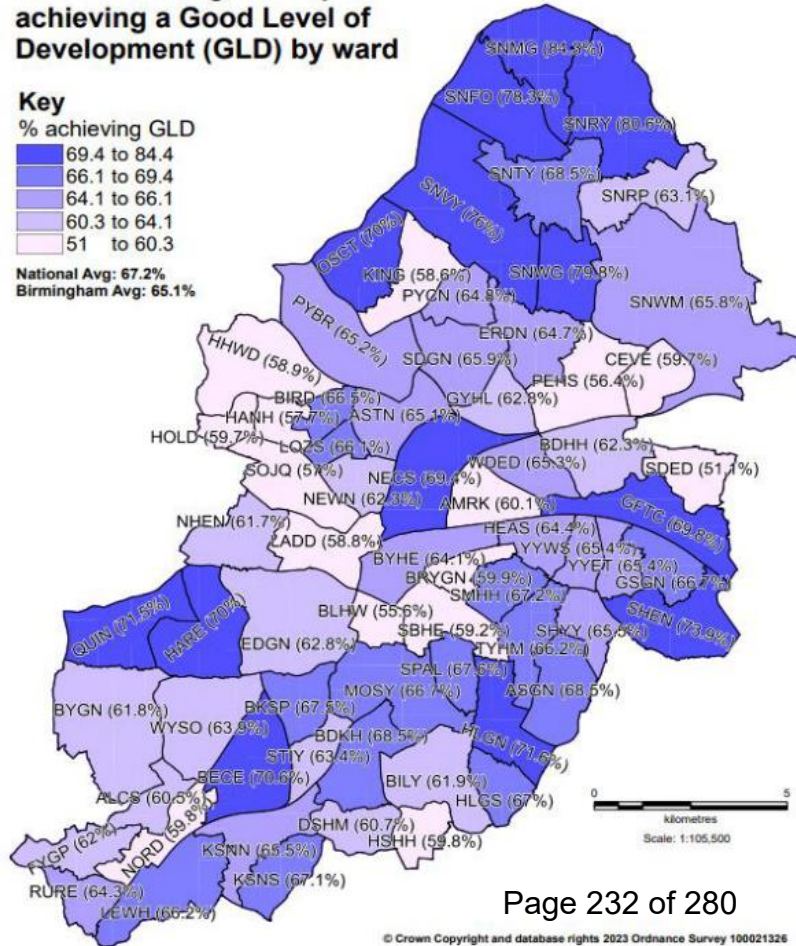 achieving a Good Level of
Development (GLD) by ward
Key
% achieving GLD
69.4 to 84.4
66.1 to 69.4
64.1 to 66.1
60.3 to 64.1
51 to 60.3
National Avg: 67.2%
Birmingham Avg: 65.1%
SNMG (84.3%)
SNFO (78.3%)
SNRY (80.6%)
SNTY (68.5%)
SNRP (63.1%)
SNVY (76%)
OSCT (70%)
KING (58.6%)
SNWG (79.8%)
PYCN (64.8%)
SNWM (65.8%)
PYBR (65.2%)
ERDN (64.7%)
HHWD (58.9%)
SDGN (65.9%)
CEVE (59.7%)
PEHS (56.4%)
BIRD (66.5%)
GYHL (62.8%)
HANH (57.7%)
ASTN (65.1%)
HOLD (59.7%)
LOZS (66.1%)
BDHH (62.3%)
WDED (65.3%)
SDED (51.1%)
SOJQ (57%)
NECS (69.4%)
NEWN (62.3%)
AMRK (60.1%)
GFTC (69.8%)
NHEN (61.7%)
HEAS (64.4%)
LADD (58.8%)
YYWS (65.4%)
BYHE (64.1%)
YYET (65.4%)
BRYGN (59.9%)
GSGN (66.7%)
SMHH (67.2%)
QUIN (71.5%)
HARE (70%)
BLHW (55.6%)
SHEN (73.9%)
SBHE (59.2%)
SHYY (65.5%)
EDGN (62.8%)
TYHM (66.2%)
SPAL (67.6%)
MOSY (66.7%)
ASGN (68.5%)
BYGN (61.8%)
BKSP (67.5%)
WYSO (63.9%)
BDKH (68.5%)
HLGN (71.6%)
STIY (63.4%)
BECE (70.6%)
BILY (61.9%)
ALCS (60.5%)
HLGS (67%)
NORD (59.8%)
DSHM (60.7%)
HSHH (59.8%)
FYGP (62%)
KSNN (65.5%)
RURE (64.3%)
KSNS (67.1%)
LEWH (66.2%)
0 5
kilometres
Scale: 1:105,500
Page 232 of 280
© Crown Copyright and database rights 2023 Ordnance Survey 100021326